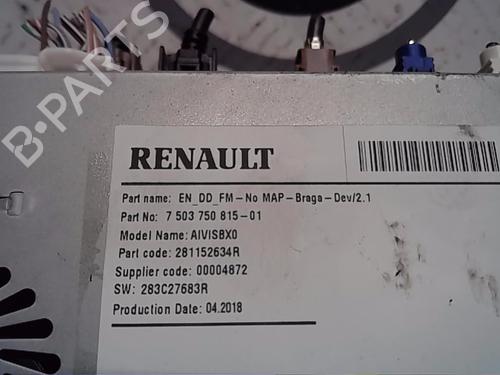 B-PARTS
RENAULT
Part name: EN_DD_FM-No MAP-Braga-Dev/2.1
Part No: 7 503 750 815-01
Model Name: AIVISBX0
Part code: 281152634R
Supplier code: 00004872
SW: 283C27683R
Production Date: 04.2018